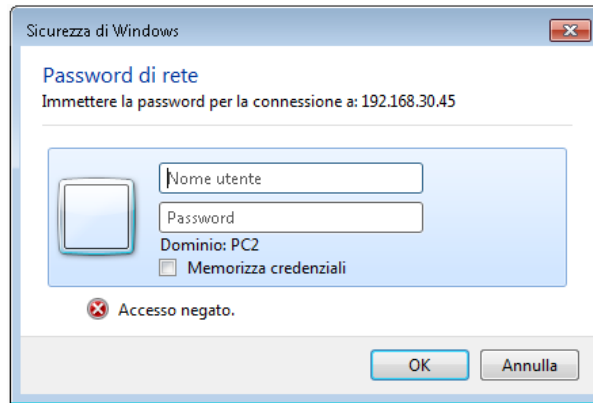 Sicurezza di Windows
Password di rete
Immettere la password per la connessione a: 192.168.30.45
Nome utente
Password
Dominio: PC2
Memorizza credenziali
Accesso negato.
OK Annulla